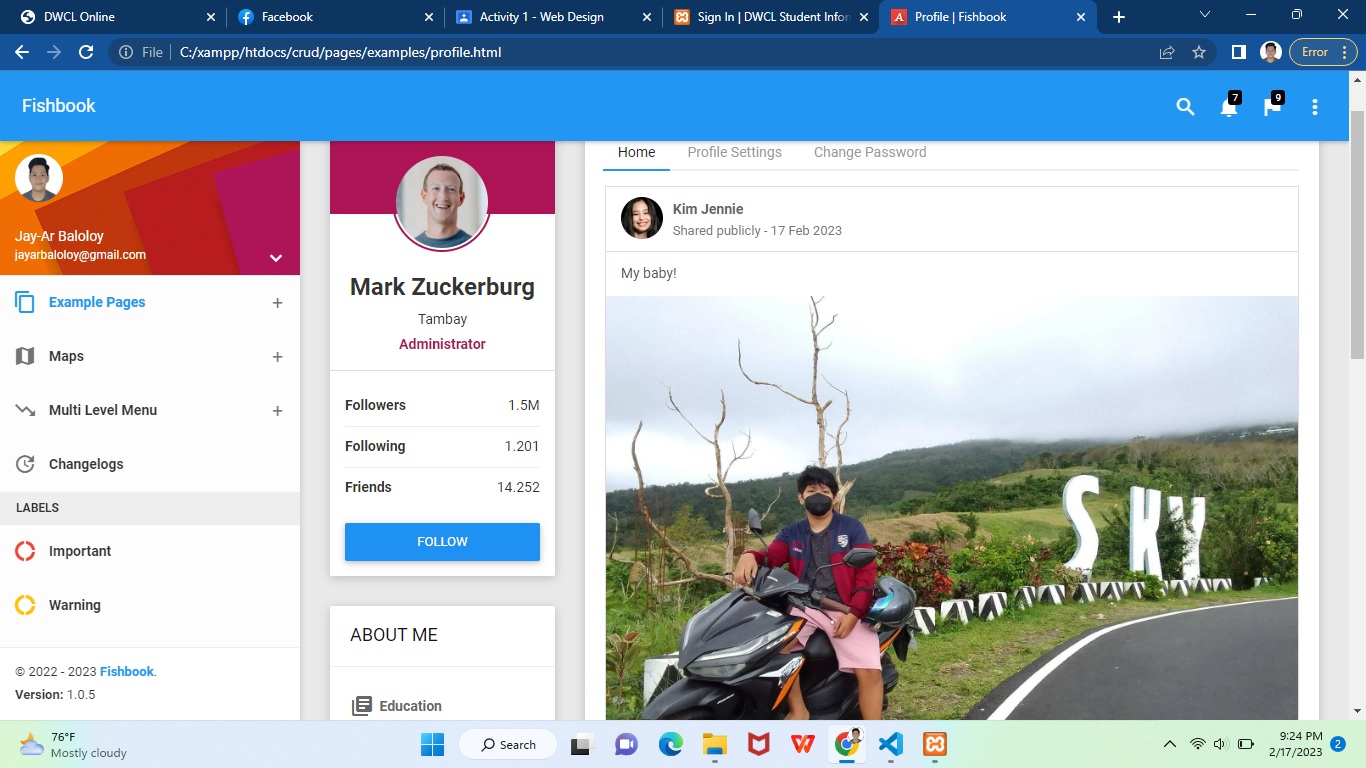 DWCL Online
Facebook
Activity 1 - Web Design
Sign In | DWCL Student Infor
Profile | Fishbook
File
C:/xampp/htdocs/crud/pages/examples/profile.html
Error
Fishbook
7
9
Jay-Ar Baloloy
jayarbaloloy@gmail.com
Example Pages
Maps
Multi Level Menu
Changelogs
LABELS
Important
Warning
© 2022 - 2023 Fishbook.
Version: 1.0.5
Mark Zuckerburg
Tambay
Administrator
Followers 1.5M
Following 1.201
Friends 14.252
FOLLOW
ABOUT ME
Education
Home Profile Settings Change Password
Kim Jennie
Shared publicly - 17 Feb 2023
My baby!
SKY
76°F
Mostly cloudy
Search
9:24 PM
2/17/2023
2